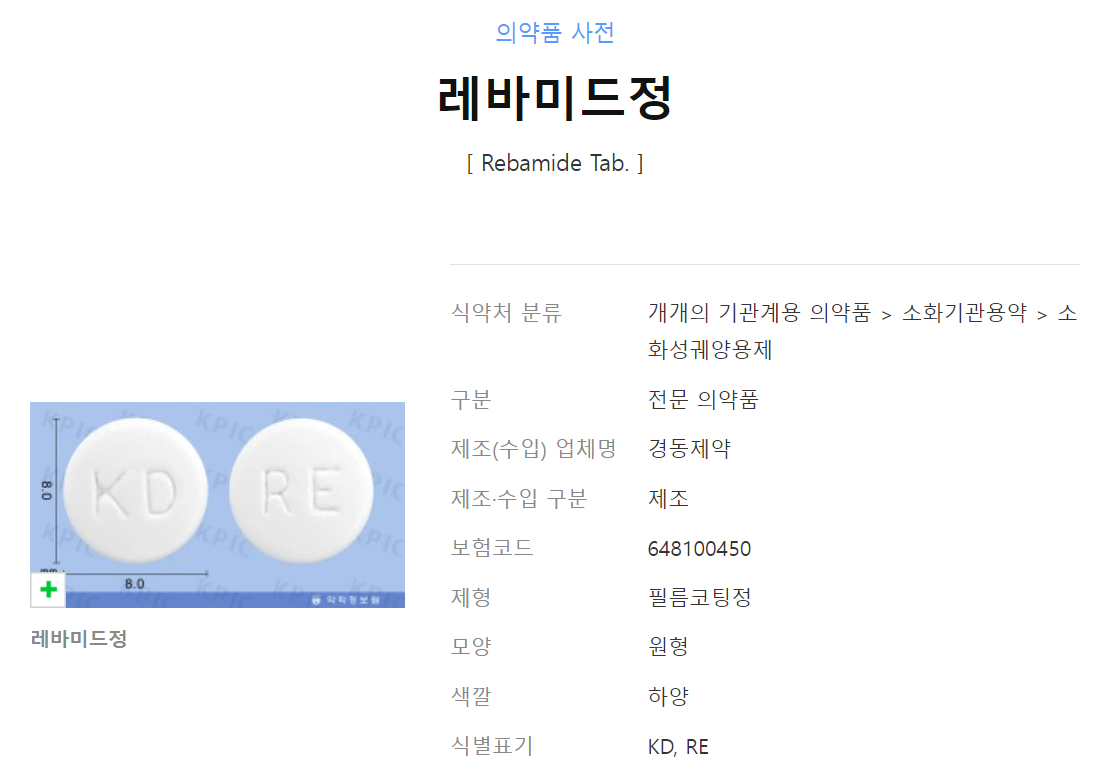 의약품 사전
레바미드정
[ Rebamide Tab. ]
식약처 분류
개개의 기관계용 의약품 > 소화기관용약 > 소
화성궤양용제
구분
전문 의약품
제조(수입) 업체명
경동제약
제조·수입 구분
제조
보험코드
648100450
제형
필름코팅정
모양
원형
색깔
하양
식별표기
KD, RE
KPIC
KD
RE
8.0
8.0
약학정보원
레바미드정